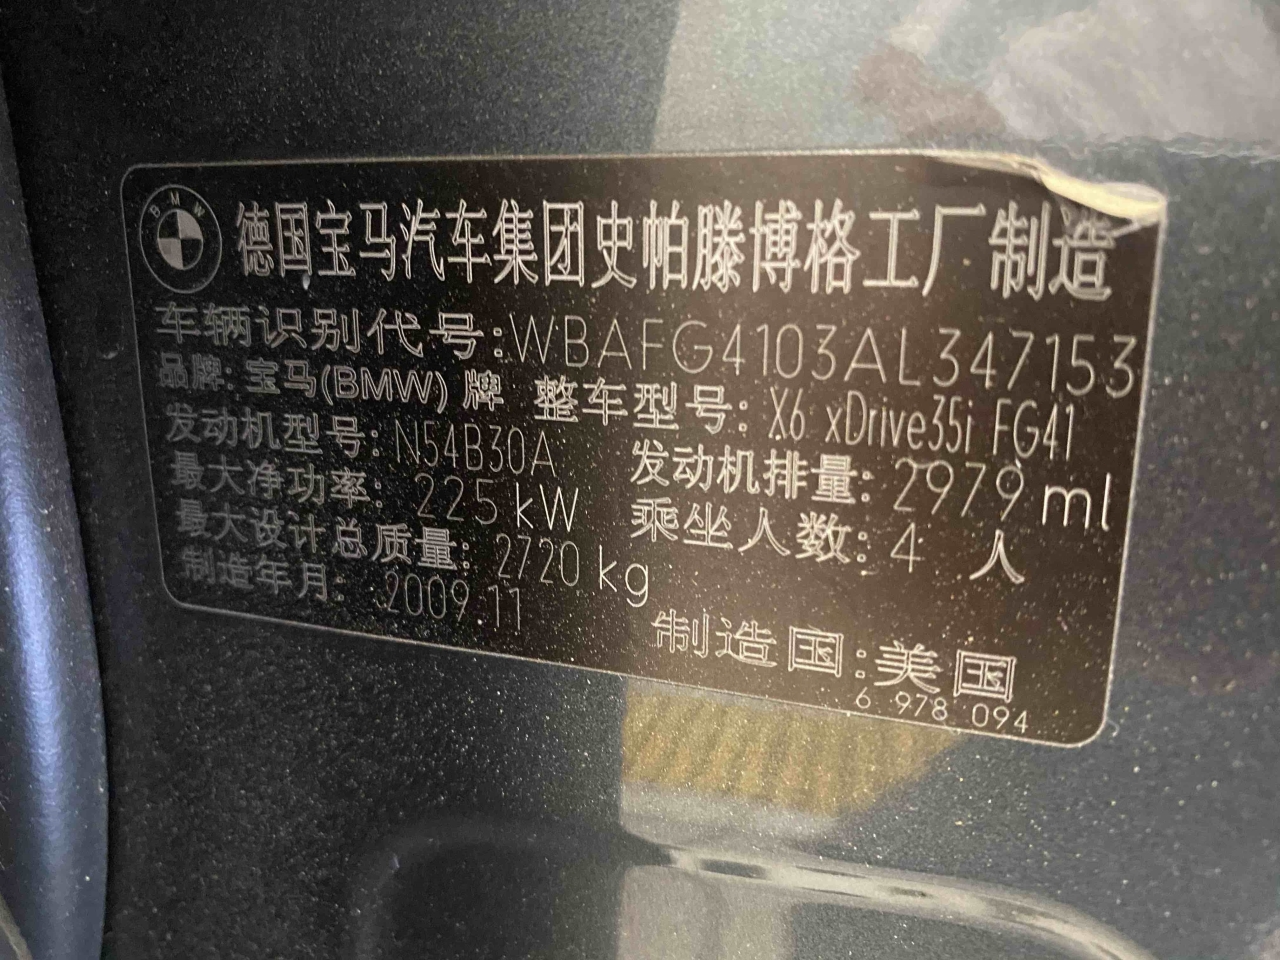 BMW
德国宝马汽车集团史帕滕博格工厂制造
车辆识别代号:WBAFG4103AL347153
品牌: 宝马(BMW) 牌 整车型号: X6 xDrive35i FG41
发动机型号: N54B30A 发动机排量: 2979 ml
最大净功率: 225 kW 乘坐人数: 4 人
最大设计总质量: 2720 kg
制造年月: 2009.11
制造国:美国
6 978 094